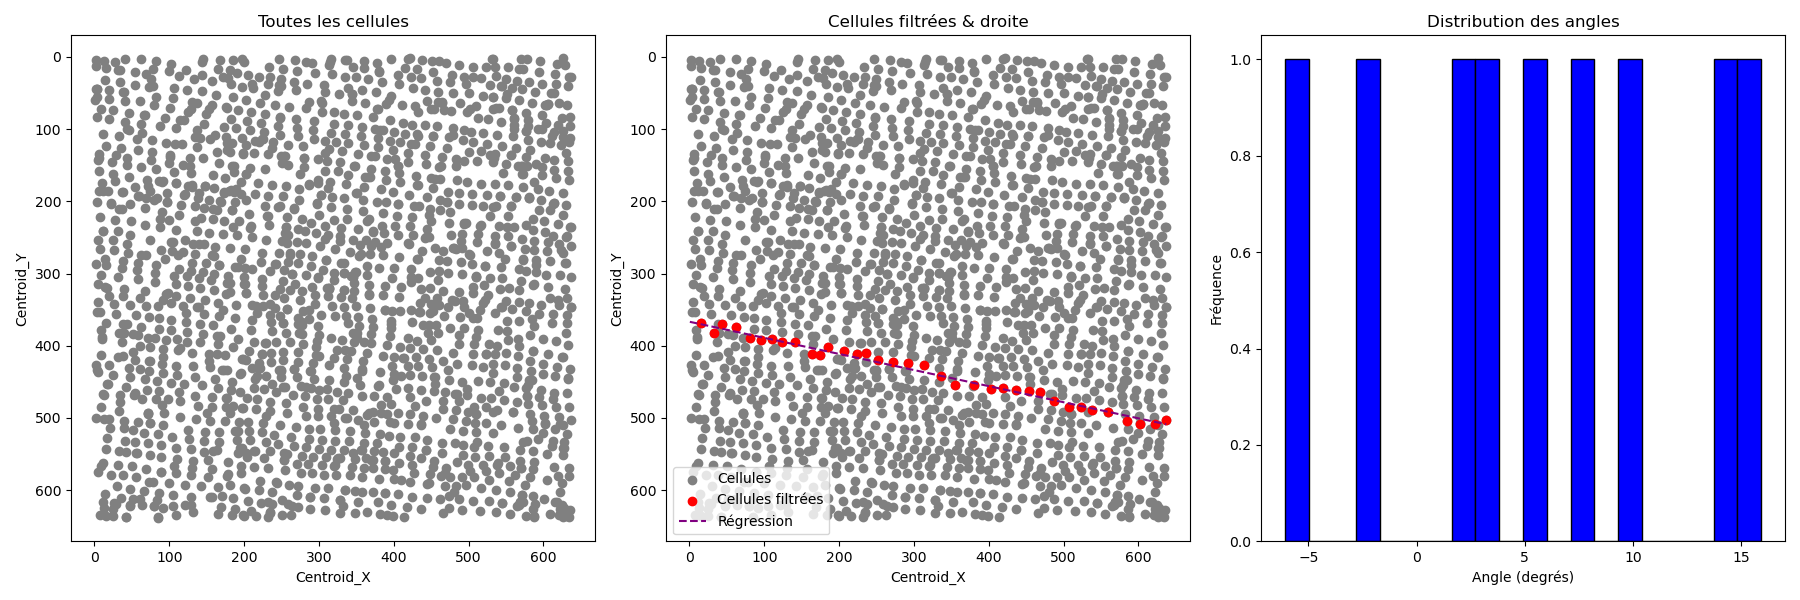 Toutes les cellules
0
100
200
300
400
500
600
Centroid_Y
0 100 200 300 400 500 600
Centroid_X
Cellules filtrées & droite
0
100
200
300
400
500
600
Centroid_Y
Cellules
Cellules filtrées
Régression
0 100 200 300 400 500 600
Centroid_X
Distribution des angles
1.0
0.8
0.6
0.4
0.2
0.0
Fréquence
−5 0 5 10 15
Angle (degrés)